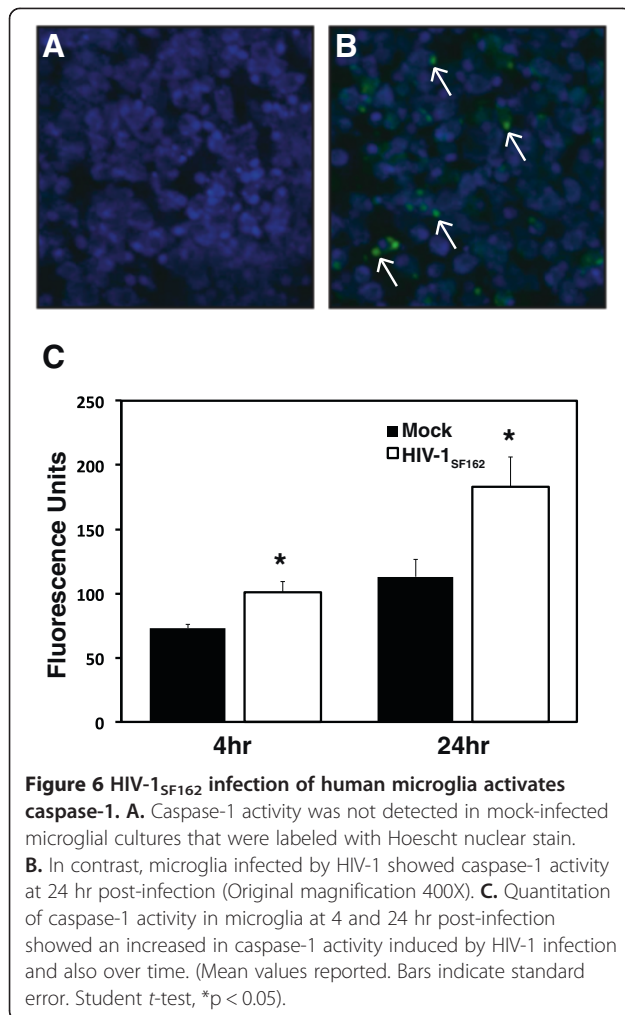 A
B
C
Fluorescence Units
250
200
150
100
50
0
Mock
HIV-1SF162
*
*
4hr
24hr
Figure 6 HIV-1SF162 infection of human microglia activates
caspase-1. A. Caspase-1 activity was not detected in mock-infected
microglial cultures that were labeled with Hoescht nuclear stain.
B. In contrast, microglia infected by HIV-1 showed caspase-1 activity
at 24 hr post-infection (Original magnification 400X). C. Quantitation
of caspase-1 activity in microglia at 4 and 24 hr post-infection
showed an increased in caspase-1 activity induced by HIV-1 infection
and also over time. (Mean values reported. Bars indicate standard
error. Student t-test, *p < 0.05).